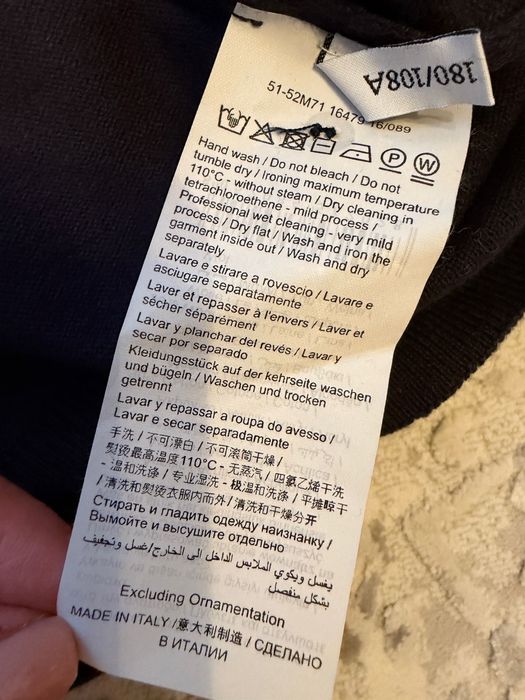 180/108A
51-52M71 16479 16/089
P W
Hand wash / Do not bleach / Do not
tumble dry / Ironing maximum temperature
110°C - without steam / Dry cleaning in
tetrachloroethene - mild process /
Professional wet cleaning - very mild
process / Dry flat / Wash and iron the
garment inside out / Wash and dry
separately
Lavare e stirare a rovescio / Lavare e
asciugare separatamente
Laver et repasser à l'envers / Laver et
sécher séparément
Lavar y planchar del revés / Lavar y
secar por separado
Kleidungsstück auf der kehrseite waschen
und bügeln / Waschen und trocken
getrennt
Lavar y repassar a roupa do avesso /
Lavar e secar separadamente
手洗 / 不可漂白 / 不可滚筒干燥 /
熨烫最高温度110°C - 无蒸汽 / 四氯乙烯干洗
- 温和洗涤 / 专业湿洗 - 极温和洗涤 / 平摊晾干
/ 清洗和熨烫衣服内而外 / 清洗和干燥分开
Стирать и гладить одежду наизнанку /
Вымойте и высушите отдельно
يغسل ويكوي الملابس الداخل الى الخارج/غسل وتجفيف
بشكل منفصل
Excluding Ornamentation
MADE IN ITALY /意大利制造 / СДЕЛАНО
В ИТАЛИИ